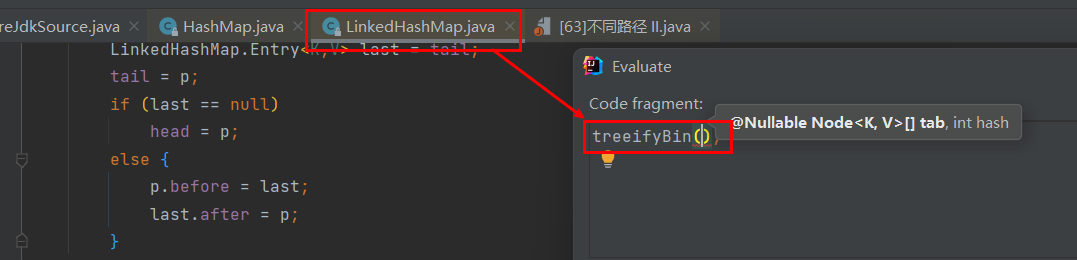 reJdkSource.java HashMap.java LinkedHashMap.java [63]不同路径 II.java
LinkedHashMap.Entry<K,V> last = tail;
tail = p;
if (last == null)
head = p;
else {
p.before = last;
last.after = p;
}
Evaluate
Code fragment:
@Nullable Node<K, V>[] tab, int hash
treeifyBin();